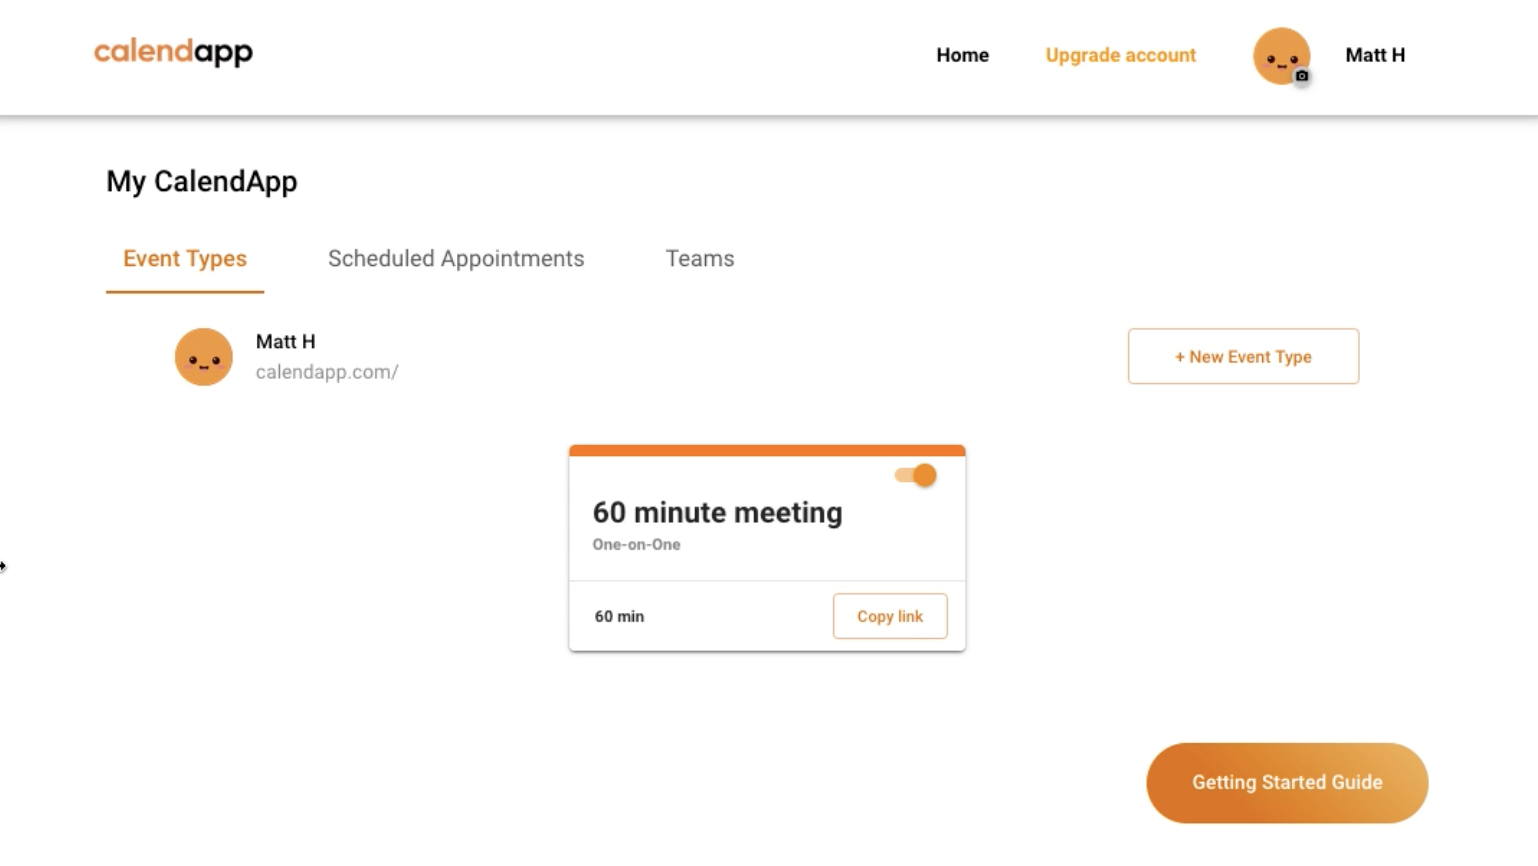 calendapp
Home
Upgrade account
Matt H
My CalendApp
Event Types
Scheduled Appointments
Teams
Matt H
calendapp.com/
+ New Event Type
60 minute meeting
One-on-One
60 min
Copy link
Getting Started Guide